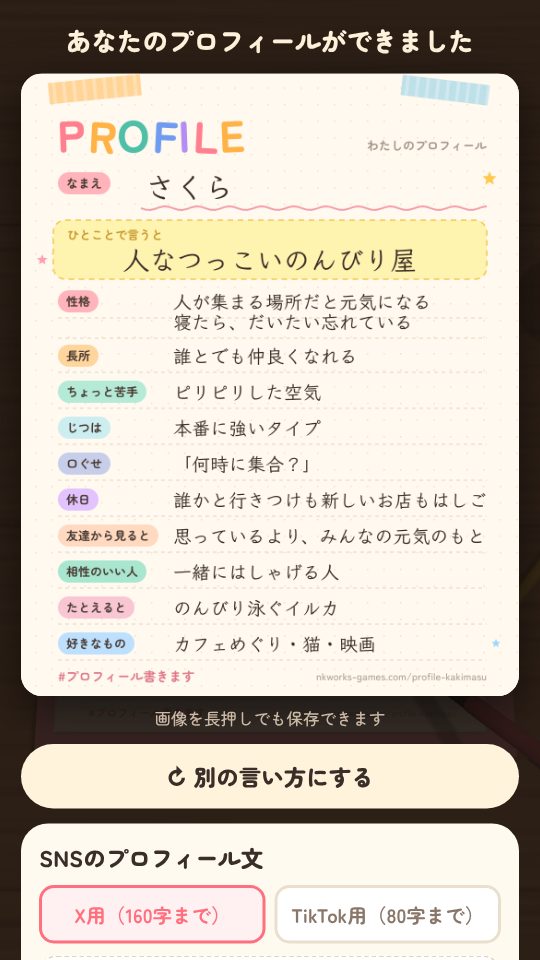 あなたのプロフィールができました
PROFILE
わたしのプロフィール
なまえ
さくら
ひとことで言うと
人なつっこいのんびり屋
性格
人が集まる場所だと元気になる
寝たら、だいたい忘れている
長所
誰とでも仲良くなれる
ちょっと苦手
ピリピリした空気
じつは
本番に強いタイプ
口ぐせ
「何時に集合？」
休日
誰かと行きつけも新しいお店もはしご
友達から見ると
思っているより、みんなの元気のもと
相性のいい人
一緒にはしゃげる人
たとえると
のんびり泳ぐイルカ
好きなもの
カフェめぐり・猫・映画
#プロフィール書きます
nkworks-games.com/profile-kakimasu
画像を長押しでも保存できます
↻ 別の言い方にする
SNSのプロフィール文
X用（160字まで）
TikTok用（80字まで）